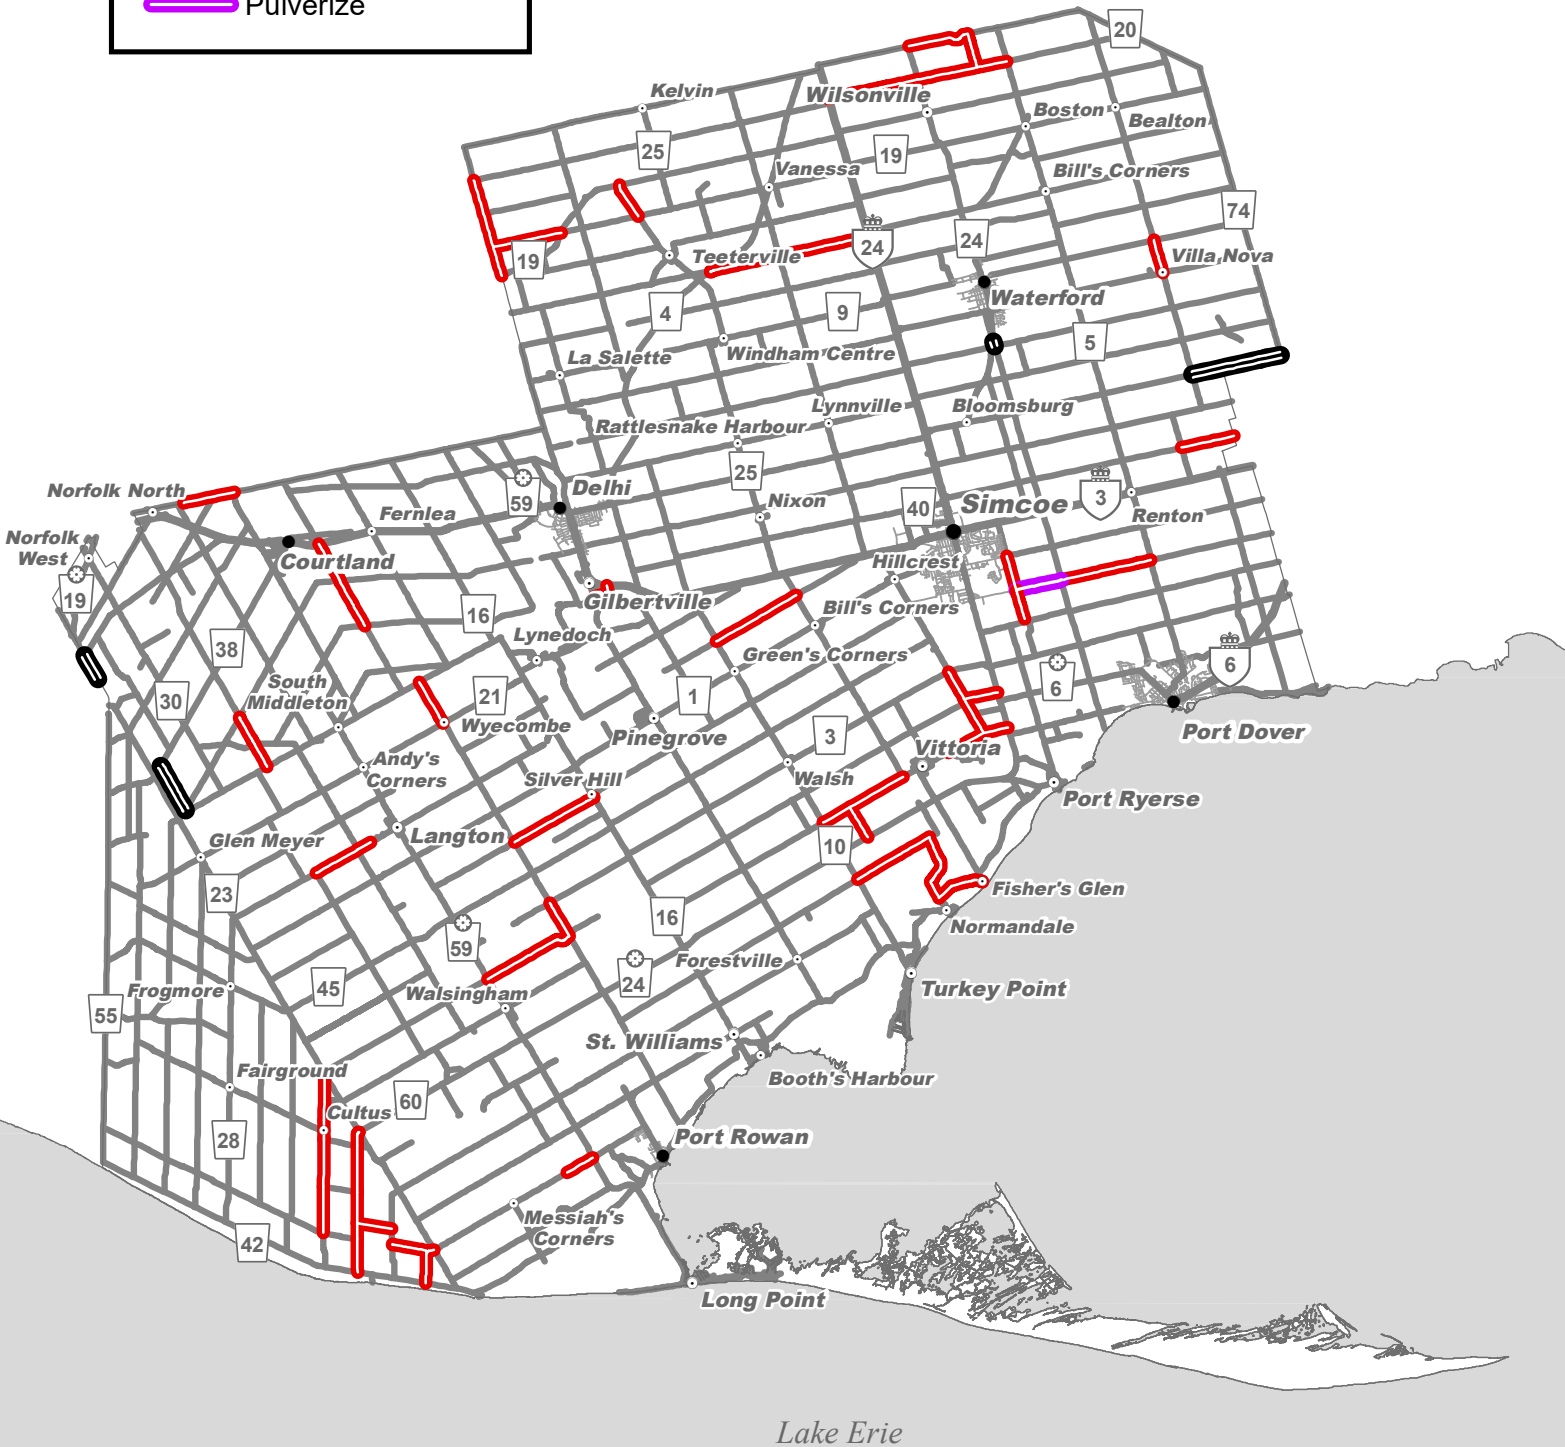 Pulverize
20
Kelvin
Wilsonville
Boston
Bealton
25
19
Vanessa
Bill's Corners
74
24
24
19
Teeterville
Villa Nova
Waterford
4
9
5
La Salette
Windham Centre
Lynnville
Bloomsburg
Rattlesnake Harbour
25
Norfolk North
59
Delhi
Nixon
40
Simcoe
3
Renton
Fernlea
Norfolk
West
Courtland
Hillcrest
19
Gilbertville
Bill's Corners
16
Lynedoch
38
Green's Corners
6
6
South
Middleton
30
21
1
Wyecombe
Pinegrove
3
Vittoria
Port Dover
Andy's
Corners
Silver Hill
Walsh
Port Ryerse
Glen Meyer
Langton
10
23
Fisher's Glen
16
Normandale
59
24
Forestville
Frogmore
45
Walsingham
Turkey Point
55
St. Williams
Fairground
Booth's Harbour
60
Cultus
28
Port Rowan
Messiah's
Corners
42
Long Point
Lake Erie